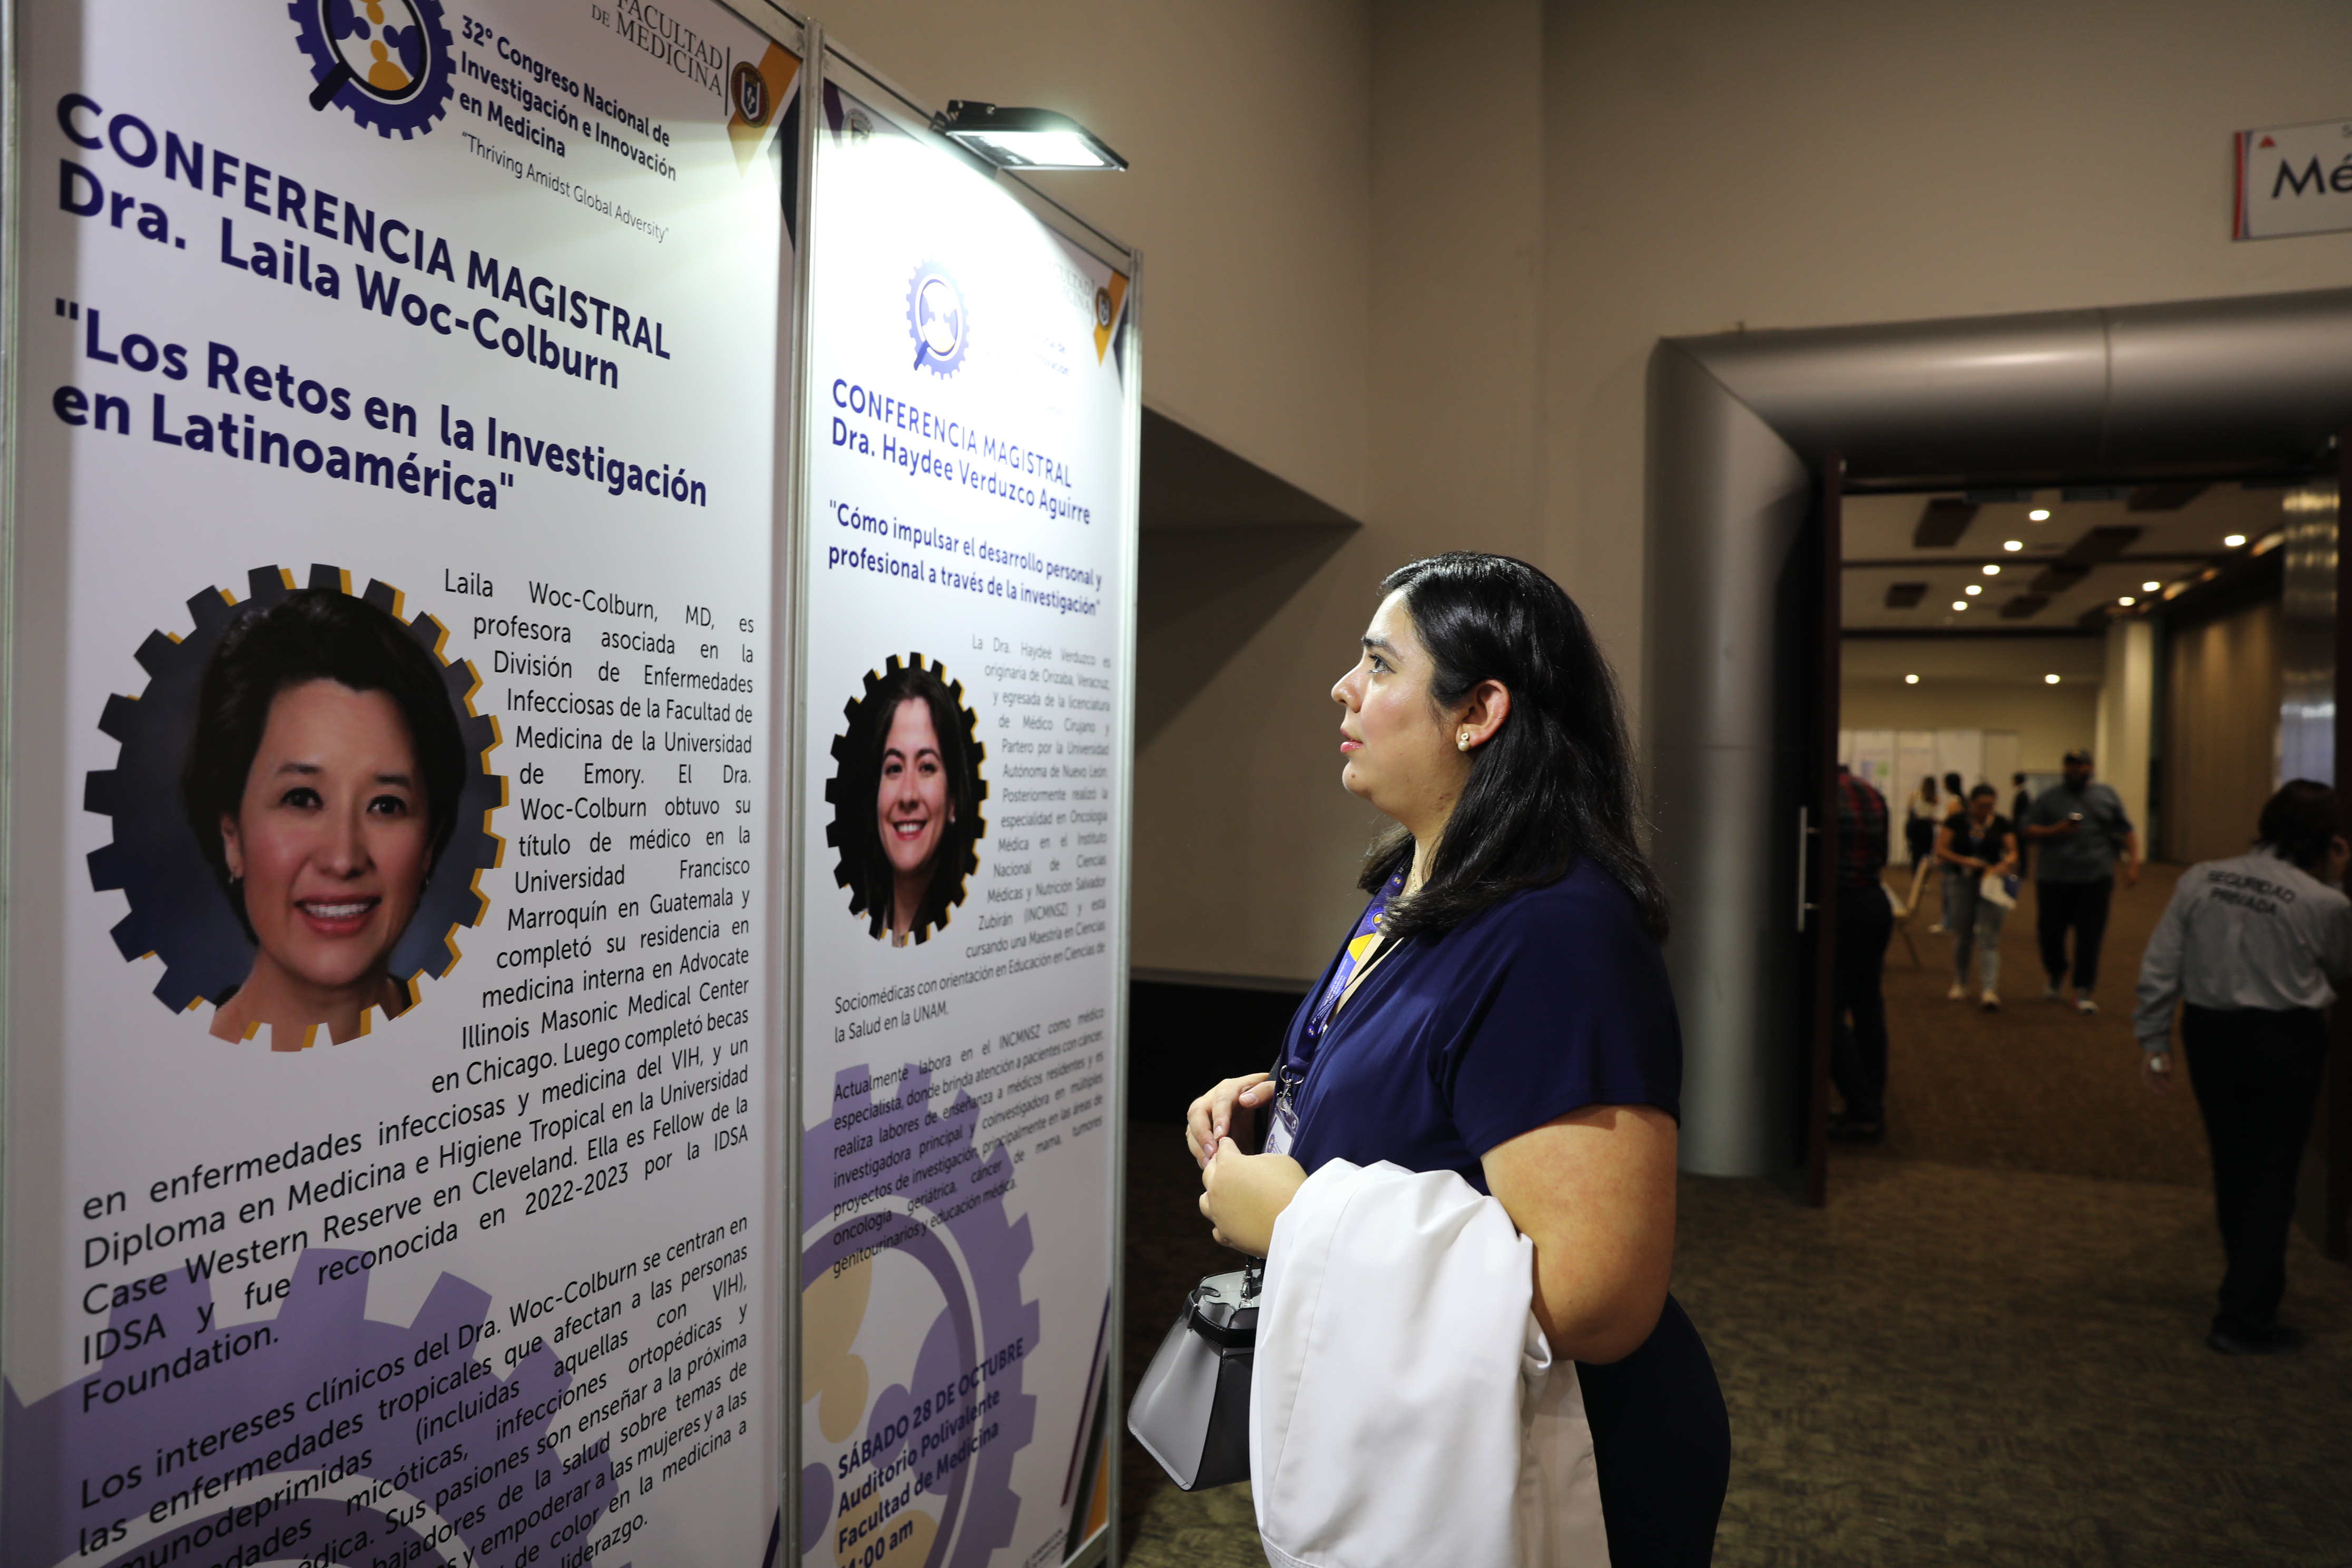 32° Congreso Nacional de
Investigación e Innovación
en Medicina
"Thriving Amidst Global Adversity"
FACULTAD
DE MEDICINA
CONFERENCIA MAGISTRAL
Dra. Laila Woc-Colburn
"Los Retos en la Investigación
en Latinoamérica"
Laila Woc-Colburn, MD, es
profesora asociada en la
División de Enfermedades
Infecciosas de la Facultad de
Medicina de la Universidad
de Emory. El Dra.
Woc-Colburn obtuvo su
título de médico en la
Universidad Francisco
Marroquín en Guatemala y
completó su residencia en
medicina interna en Advocate
Illinois Masonic Medical Center
en Chicago. Luego completó becas
en enfermedades infecciosas y medicina del VIH, y un
Diploma en Medicina e Higiene Tropical en la Universidad
Case Western Reserve en Cleveland. Ella es Fellow de la
IDSA y fue reconocida en 2022-2023 por la IDSA
Foundation.
Los intereses clínicos del Dra. Woc-Colburn se centran en
las enfermedades tropicales que afectan a las personas
(incluidas aquellas con VIH),
micóticas, infecciones ortopédicas y
Sus pasiones son enseñar a la próxima
de la salud sobre temas de
y empoderar a las mujeres y a las
de color en la medicina a
liderazgo.
CONFERENCIA MAGISTRAL
Dra. Haydee Verduzco Aguirre
"Cómo impulsar el desarrollo personal y
profesional a través de la investigación"
La Dra. Haydeé Verduzco es
originaria de Orizaba, Veracruz,
y egresada de la licenciatura
de Médico Cirujano y
Partero por la Universidad
Autónoma de Nuevo León.
Posteriormente realizó la
especialidad en Oncología
Médica en el Instituto
Nacional de Ciencias
Médicas y Nutrición Salvador
Zubirán (INCMNSZ) y esta
cursando una Maestría en Ciencias
Sociomédicas con orientación en Educación en Ciencias de
la Salud en la UNAM.
Actualmente labora en el INCMNSZ como médico
especialista, donde brinda atención a pacientes con cáncer,
realiza labores de enseñanza a médicos residentes y es
investigadora principal y coinvestigadora en múltiples
proyectos de investigación, principalmente en las áreas de
oncología geriátrica, cáncer de mama, tumores
genitourinarios y educación médica.
SÁBADO 28 DE OCTUBRE
Auditorio Polivalente
Facultad de Medicina
11:00 am
SEGURIDAD
PRIVADA